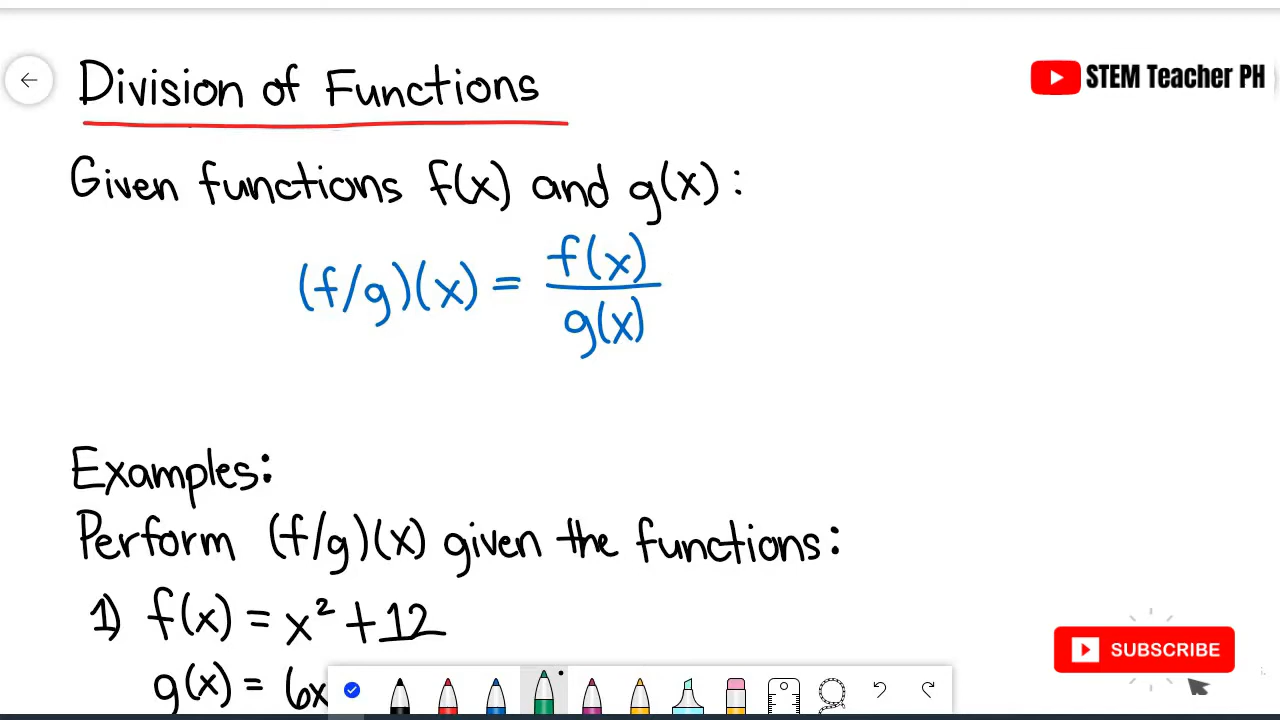 Division of Functions
STEM Teacher PH
Given functions f(x) and g(x):
(f/g)(x) = f(x)
g(x)
Examples:
Perform (f/g)(x) given the functions:
1) f(x) = x² + 12
g(x) = 6x
SUBSCRIBE